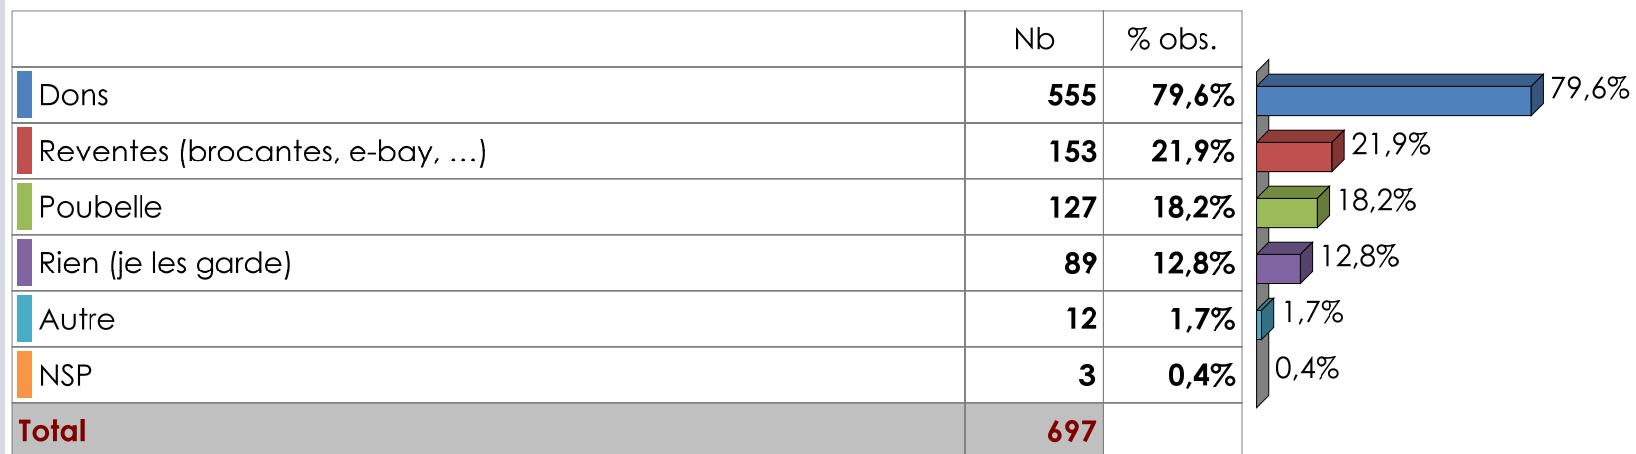 Nb % obs.
Dons 555 79,6% 79,6%
Reventes (brocantes, e-bay, ...) 153 21,9% 21,9%
Poubelle 127 18,2% 18,2%
Rien (je les garde) 89 12,8% 12,8%
Autre 12 1,7% 1,7%
NSP 3 0,4% 0,4%
Total 697